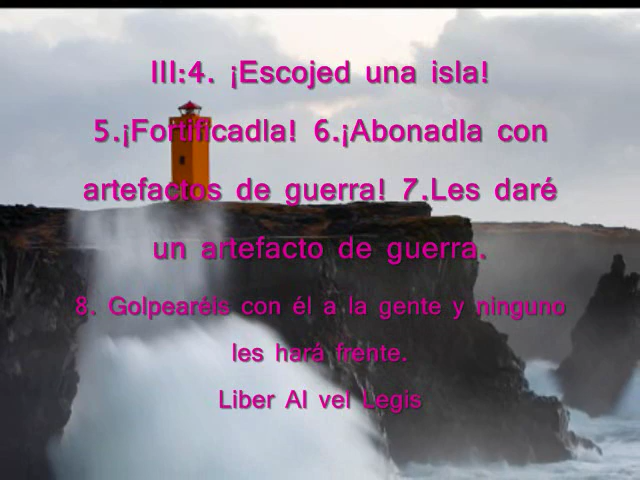 III:4. ¡Escojed una isla!
5.¡Fortificadla! 6.¡Abonadla con
artefactos de guerra! 7.Les daré
un artefacto de guerra.
8. Golpearéis con él a la gente y ninguno
les hará frente.
Liber Al vel Legis